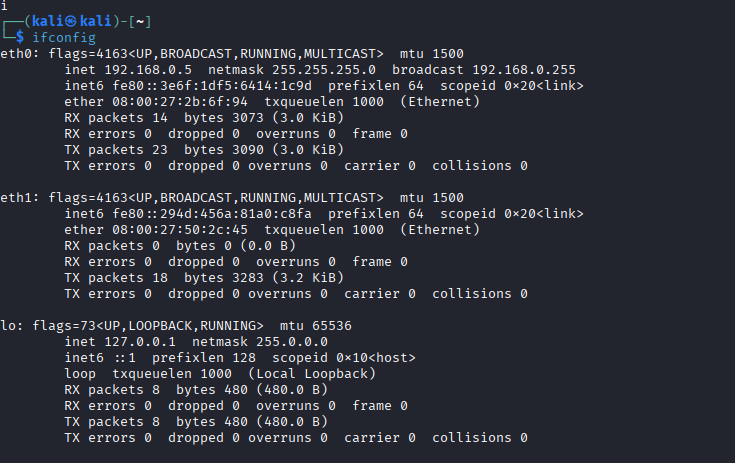 i
┌──(kali㉿kali)-[~]
└─$ ifconfig
eth0: flags=4163<UP,BROADCAST,RUNNING,MULTICAST>  mtu 1500
        inet 192.168.0.5  netmask 255.255.255.0  broadcast 192.168.0.255
        inet6 fe80::3e6f:1df5:6414:1c9d  prefixlen 64  scopeid 0×20<link>
        ether 08:00:27:2b:6f:94  txqueuelen 1000  (Ethernet)
        RX packets 14  bytes 3073 (3.0 KiB)
        RX errors 0  dropped 0  overruns 0  frame 0
        TX packets 23  bytes 3090 (3.0 KiB)
        TX errors 0  dropped 0 overruns 0  carrier 0  collisions 0

eth1: flags=4163<UP,BROADCAST,RUNNING,MULTICAST>  mtu 1500
        inet6 fe80::294d:456a:81a0:c8fa  prefixlen 64  scopeid 0×20<link>
        ether 08:00:27:50:2c:45  txqueuelen 1000  (Ethernet)
        RX packets 0  bytes 0 (0.0 B)
        RX errors 0  dropped 0  overruns 0  frame 0
        TX packets 18  bytes 3283 (3.2 KiB)
        TX errors 0  dropped 0 overruns 0  carrier 0  collisions 0

lo: flags=73<UP,LOOPBACK,RUNNING>  mtu 65536
        inet 127.0.0.1  netmask 255.0.0.0
        inet6 ::1  prefixlen 128  scopeid 0×10<host>
        loop  txqueuelen 1000  (Local Loopback)
        RX packets 8  bytes 480 (480.0 B)
        RX errors 0  dropped 0  overruns 0  frame 0
        TX packets 8  bytes 480 (480.0 B)
        TX errors 0  dropped 0 overruns 0  carrier 0  collisions 0